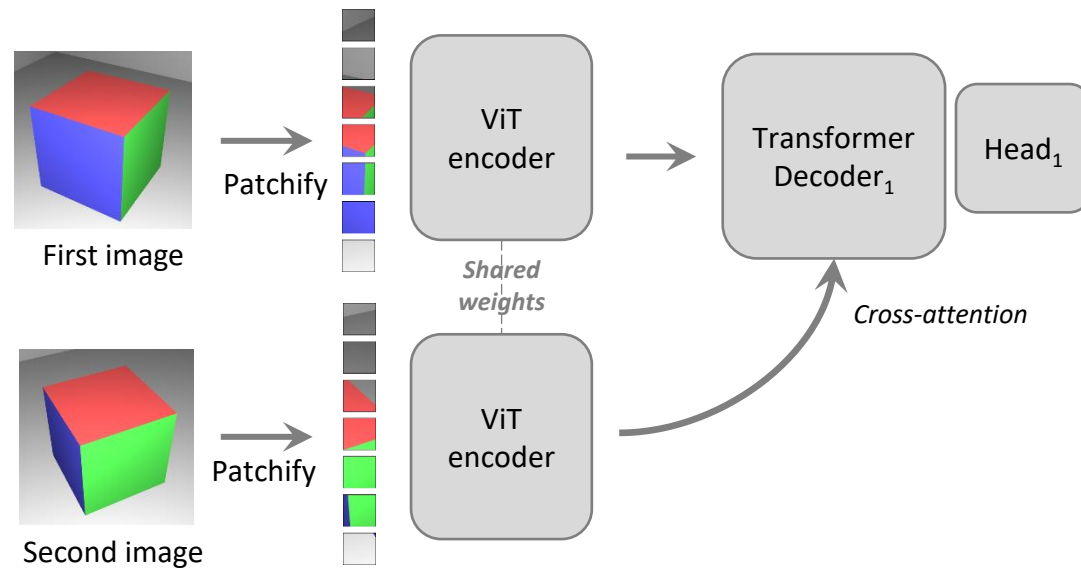 First image
Patchify
ViT
encoder
Transformer
Decoder₁
Head₁
Shared
weights
Cross-attention
Second image
Patchify
ViT
encoder